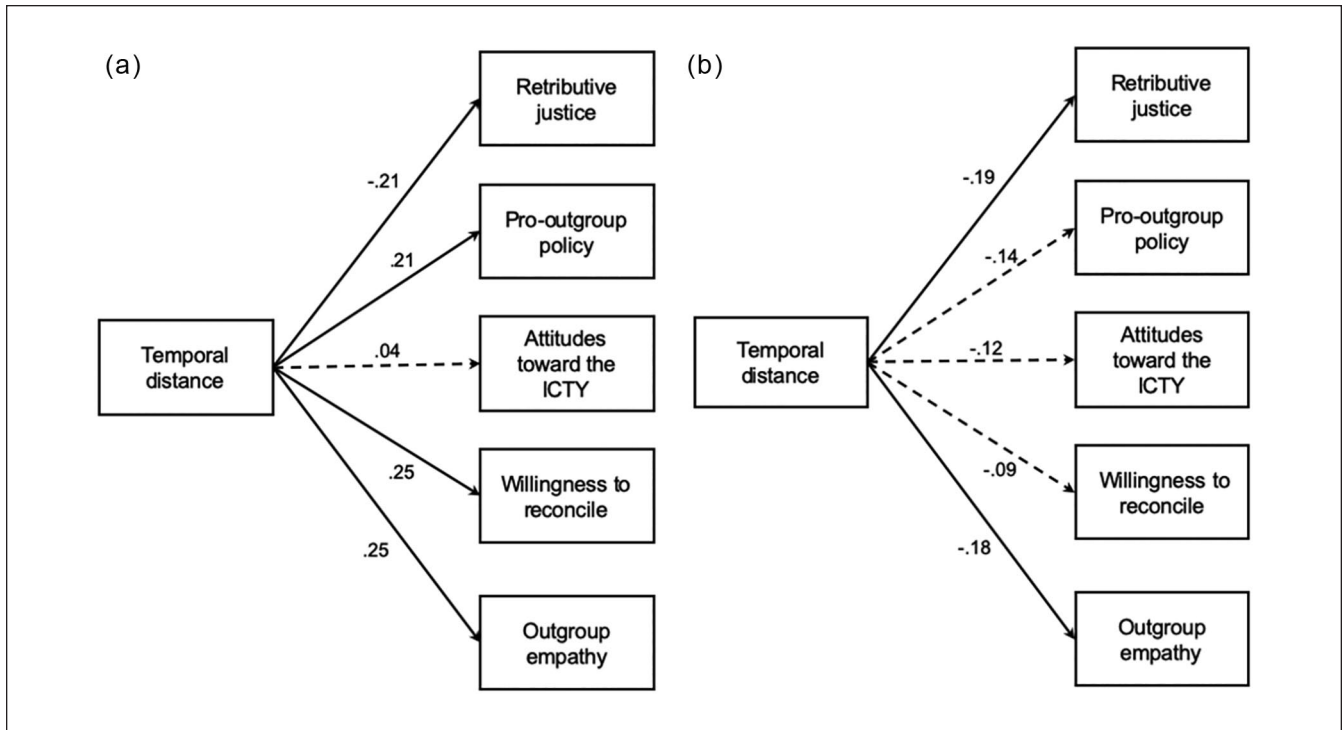 (a)
Retributive
justice
-.21
Pro-outgroup
policy
.21
Temporal
distance
.04
Attitudes
toward the
ICTY
.25
Willingness to
reconcile
.25
Outgroup
empathy
(b)
Retributive
justice
-.19
Pro-outgroup
policy
-.14
Temporal
distance
-.12
Attitudes
toward the
ICTY
-.09
Willingness to
reconcile
-.18
Outgroup
empathy